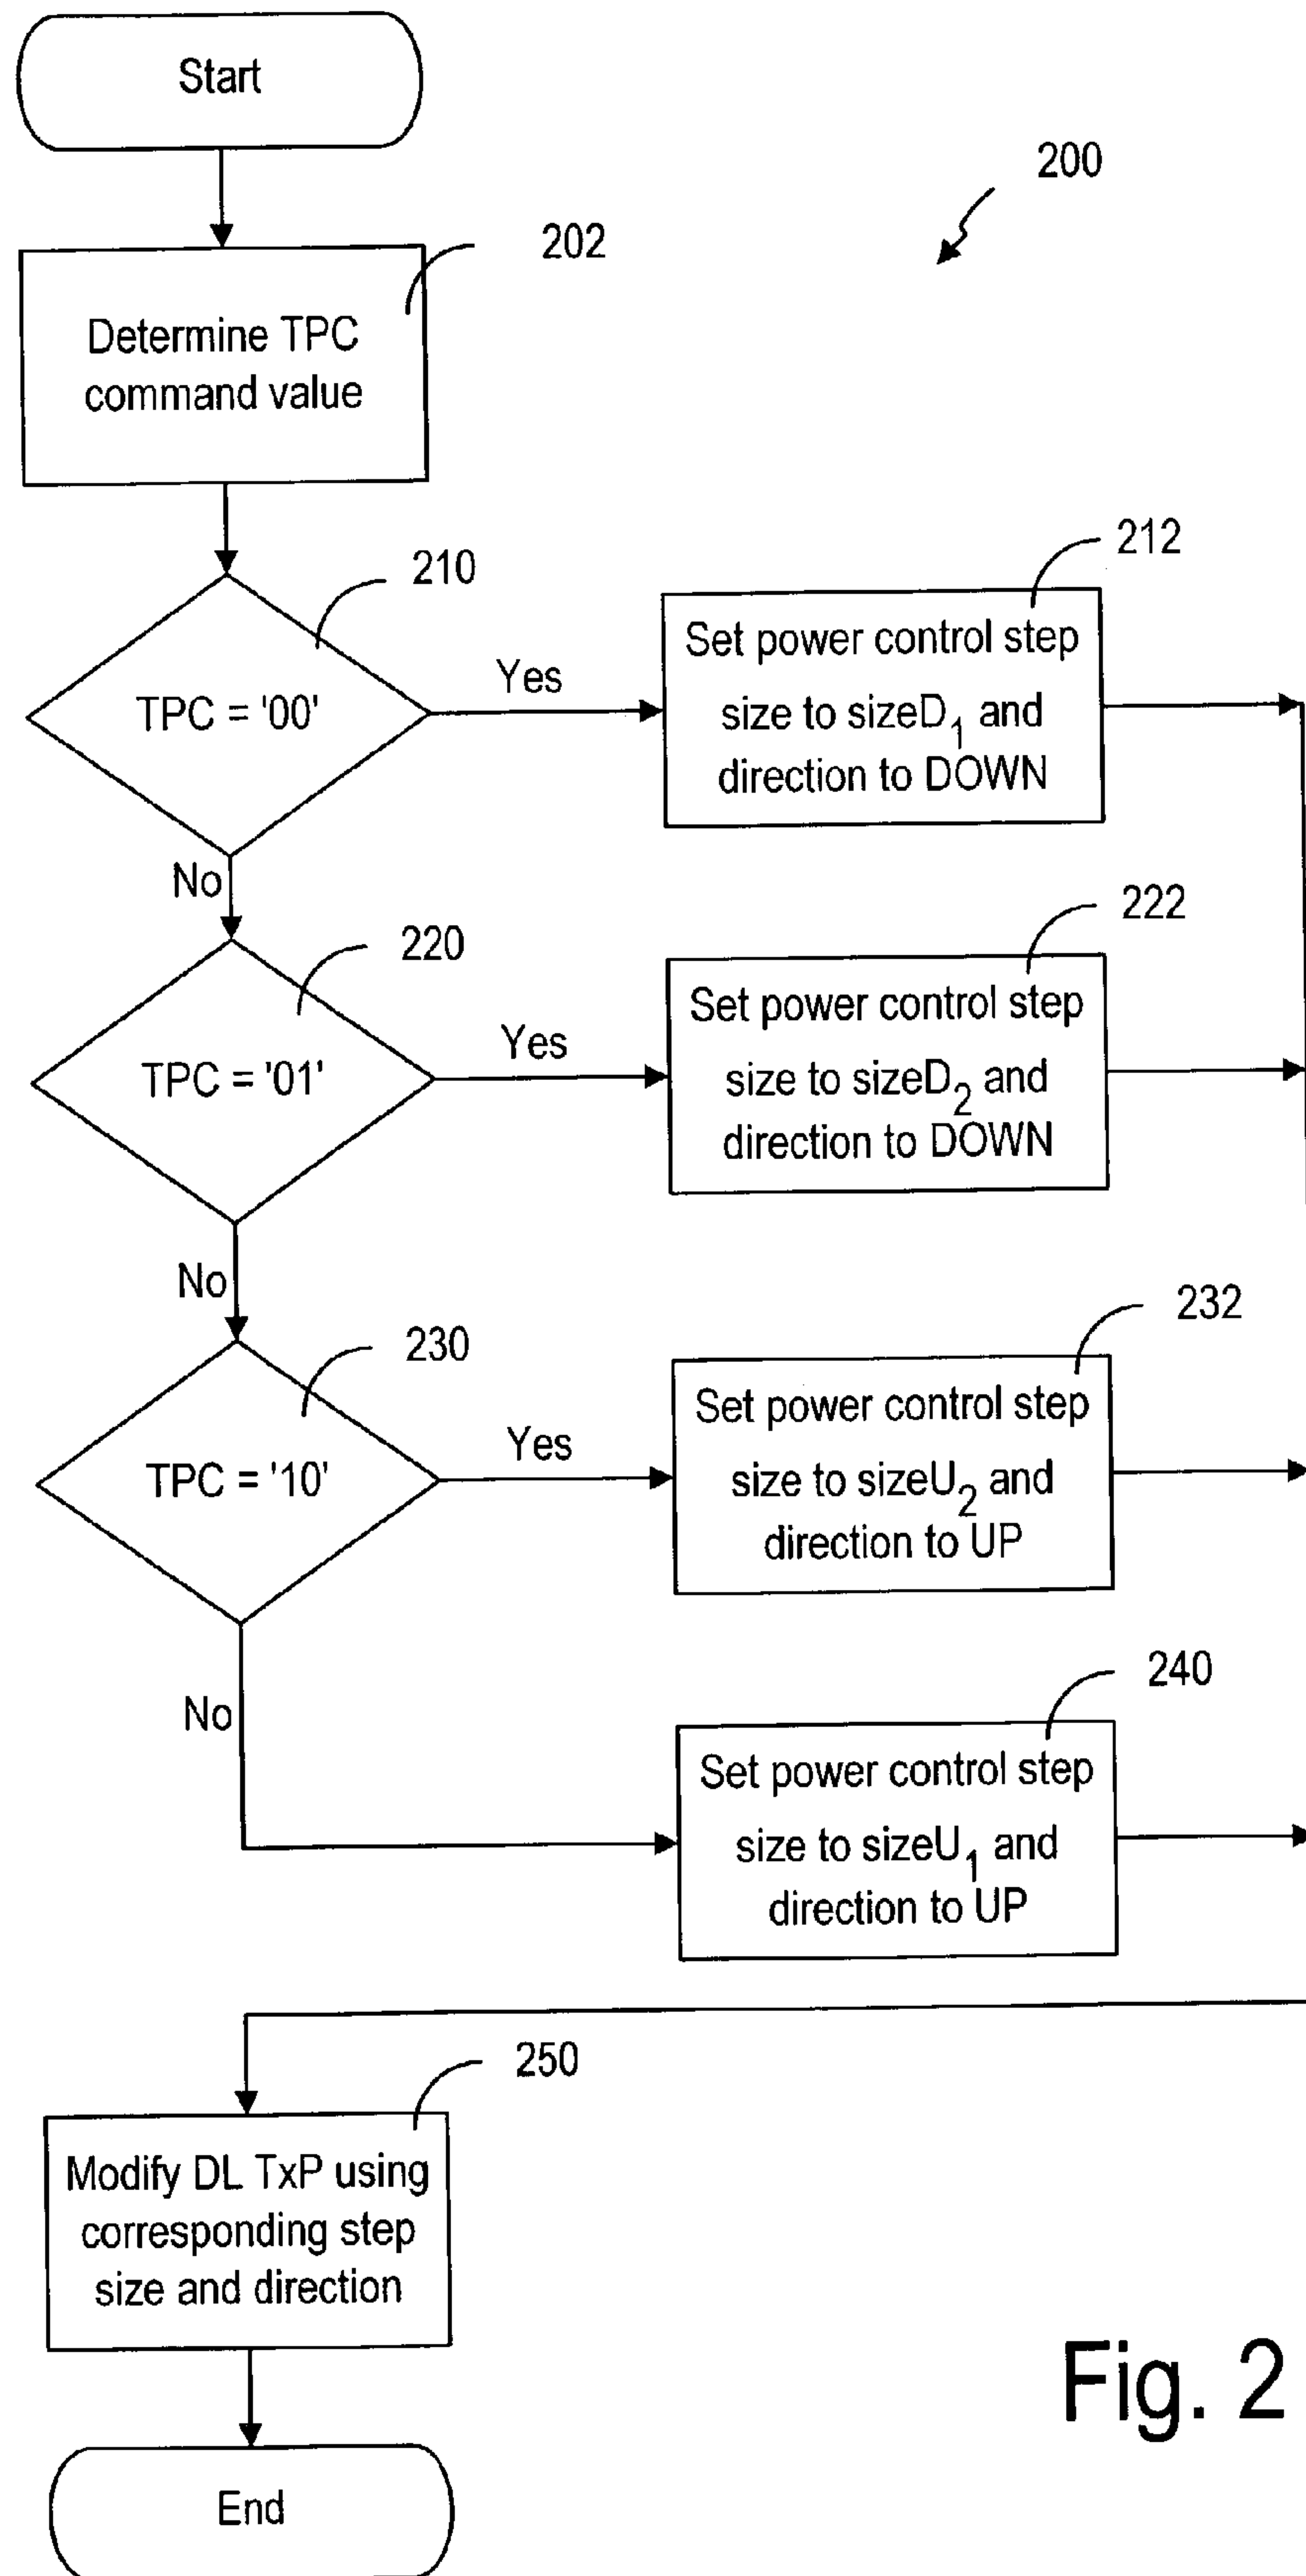 Start
200
202
Determine TPC
command value
210
212
TPC = '00'
Yes
Set power control step
size to sizeD₁ and
direction to DOWN
No
220
222
TPC = '01'
Yes
Set power control step
size to sizeD₂ and
direction to DOWN
No
230
232
TPC = '10'
Yes
Set power control step
size to sizeU₂ and
direction to UP
No
240
Set power control step
size to sizeU₁ and
direction to UP
250
Modify DL TxP using
corresponding step
size and direction
End
Fig. 2